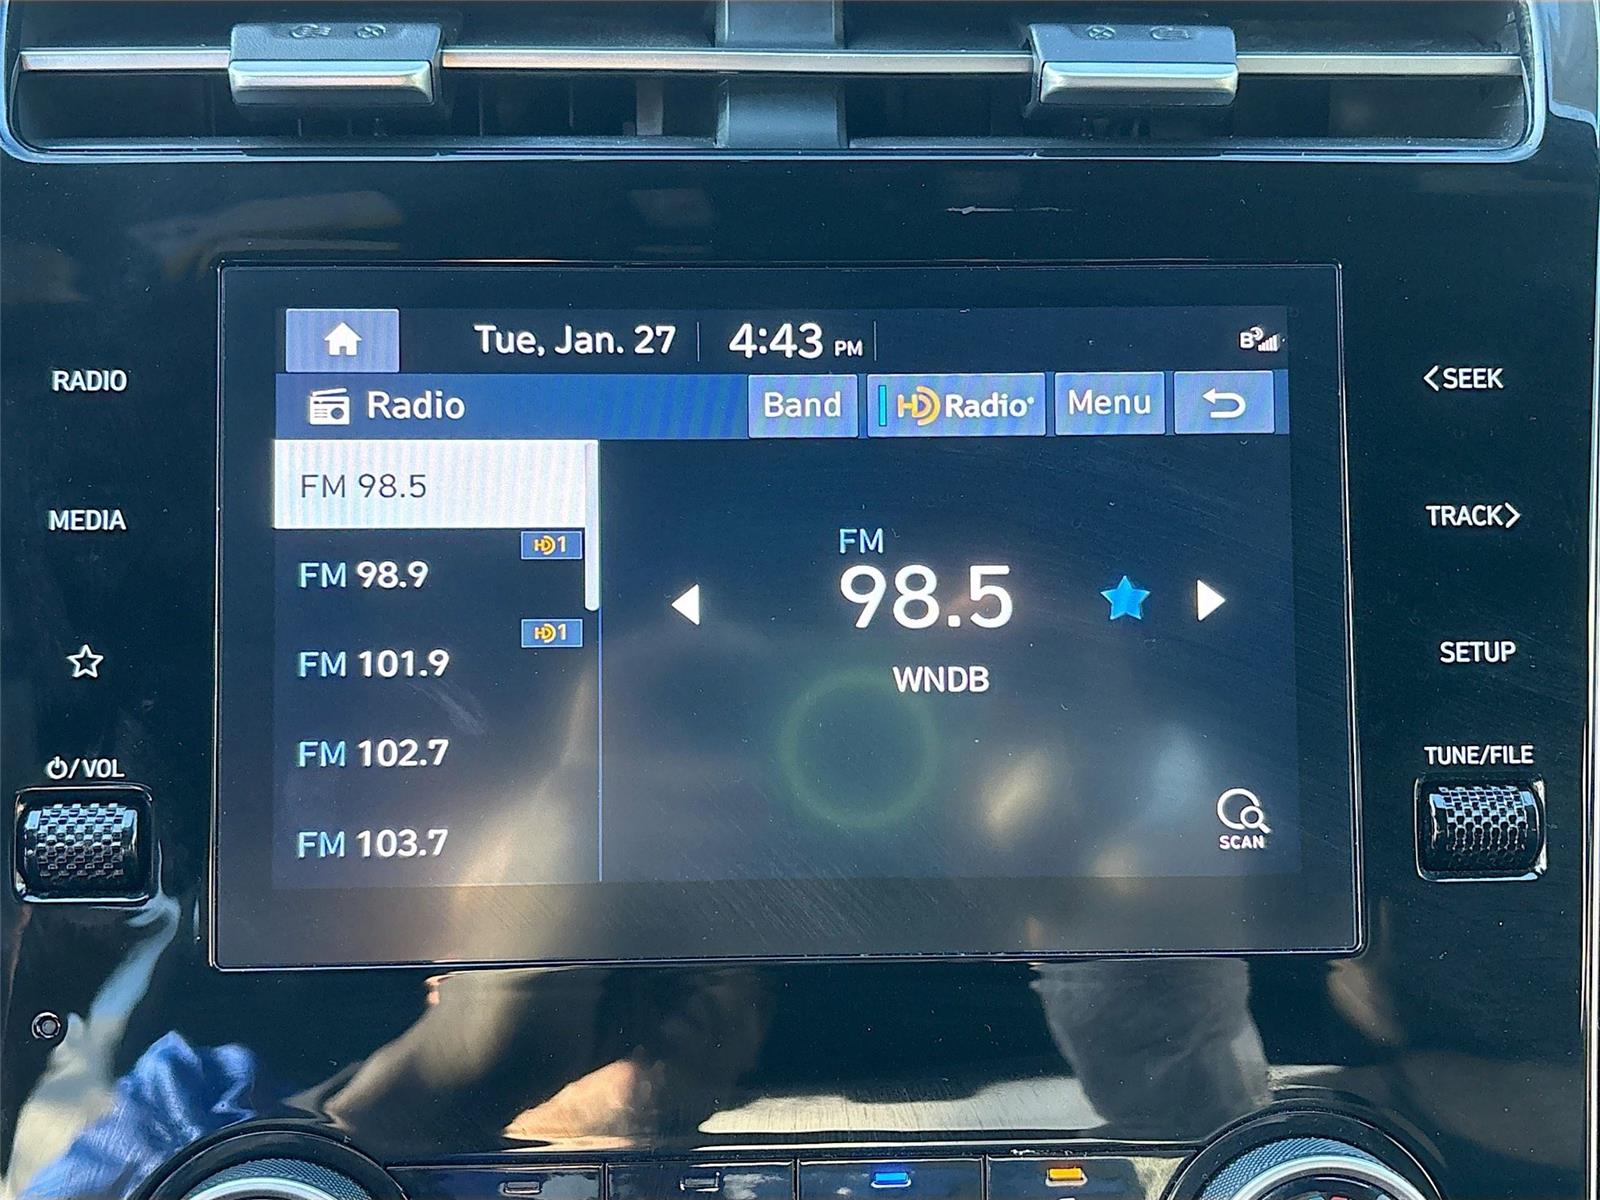 Tue, Jan. 27 4:43 PM
B
Radio Band HD Radio® Menu
FM 98.5
HD1
FM 98.9
HD1
FM 101.9
FM 102.7
FM 103.7
FM
98.5
WNDB
SCAN
RADIO
MEDIA
/VOL
<SEEK
TRACK>
SETUP
TUNE/FILE